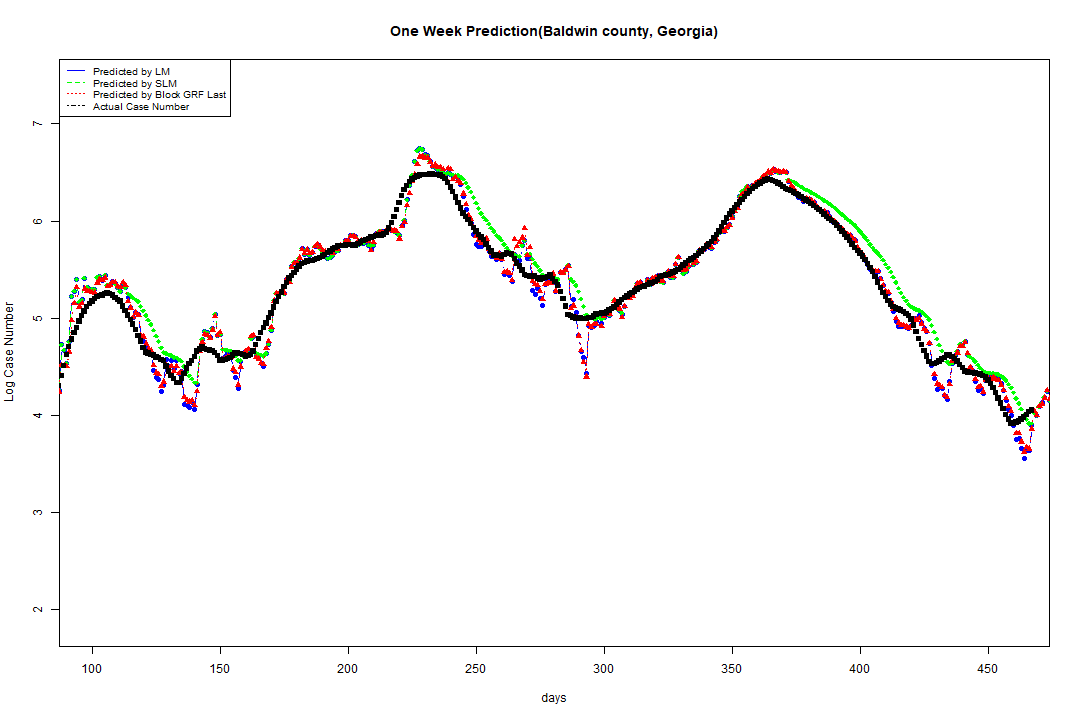 One Week Prediction(Baldwin county, Georgia)
Predicted by LM
Predicted by SLM
Predicted by Block GRF Last
Actual Case Number
7
6
5
4
3
2
Log Case Number
100 150 200 250 300 350 400 450
days